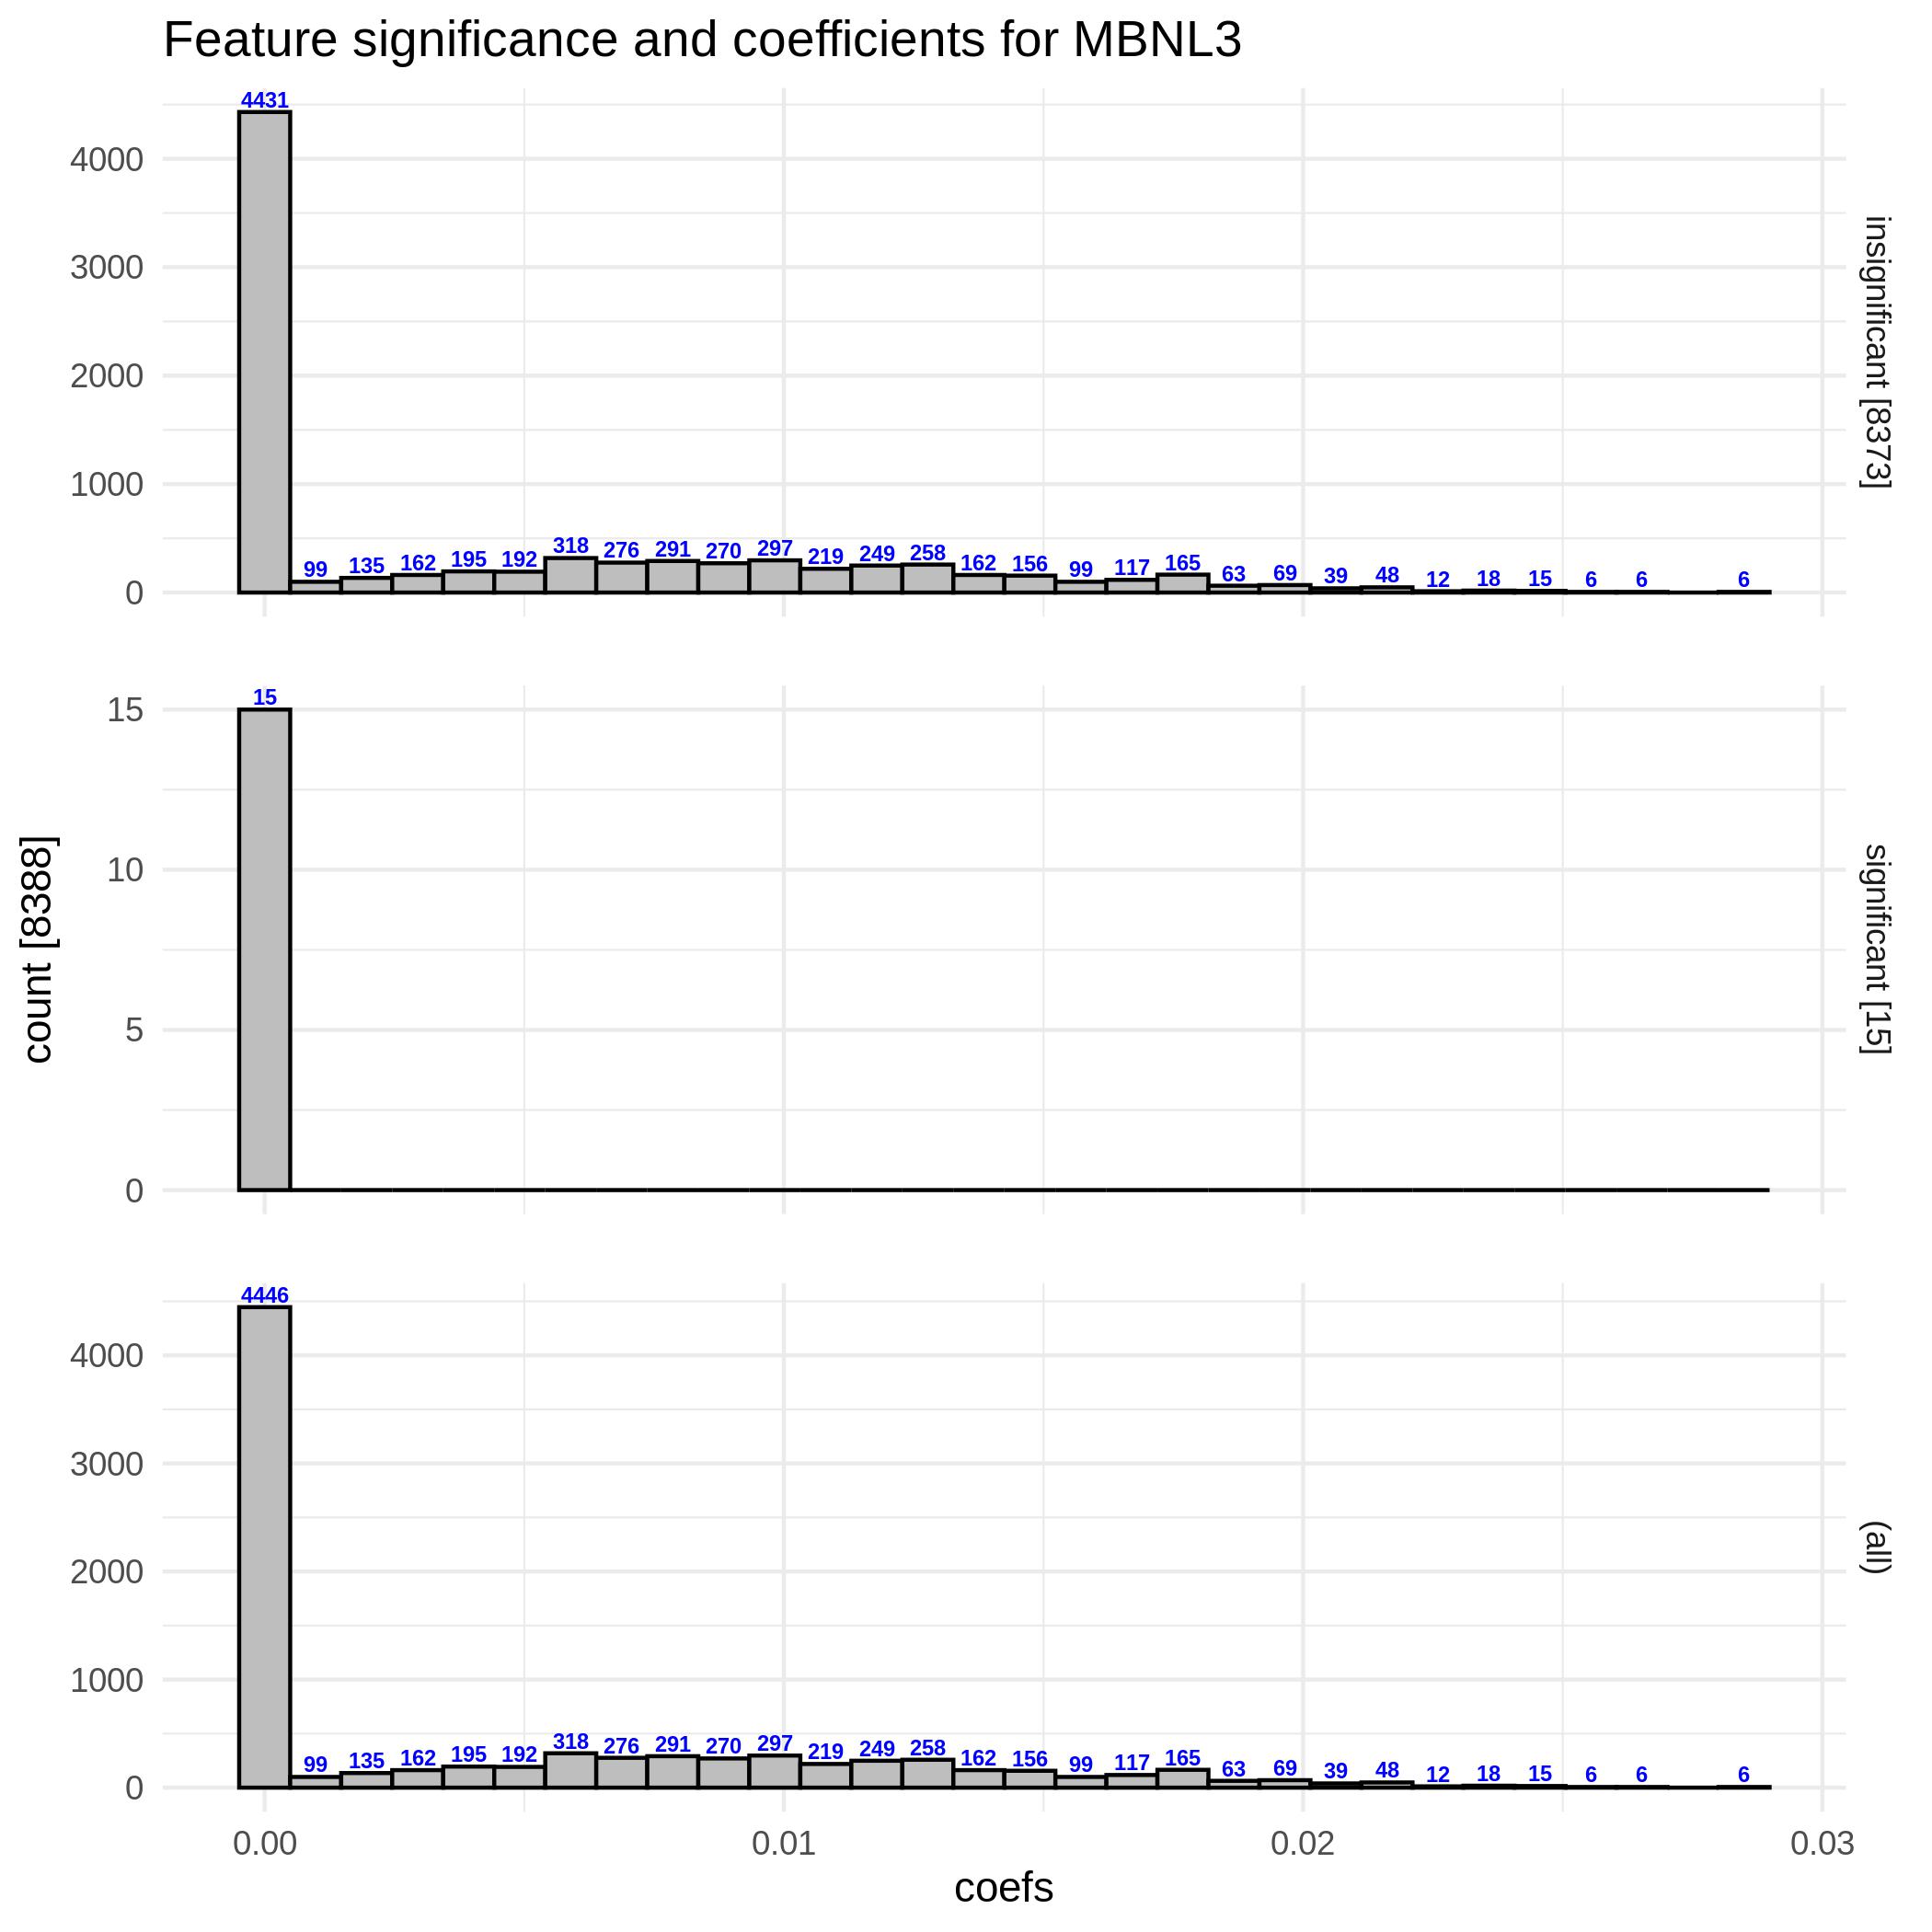 Feature significance and coefficients for MBNL3
4431
4000
3000
2000
1000
0
99 135 162 195 192 318 276 291 270 297 219 249 258 162 156 99 117 165 63 69 39 48 12 18 15 6 6 6
insignificant [8373]
15
15
10
5
0
significant [15]
count [8388]
4446
4000
3000
2000
1000
0
99 135 162 195 192 318 276 291 270 297 219 249 258 162 156 99 117 165 63 69 39 48 12 18 15 6 6 6
(all)
0.00 0.01 0.02 0.03
coefs